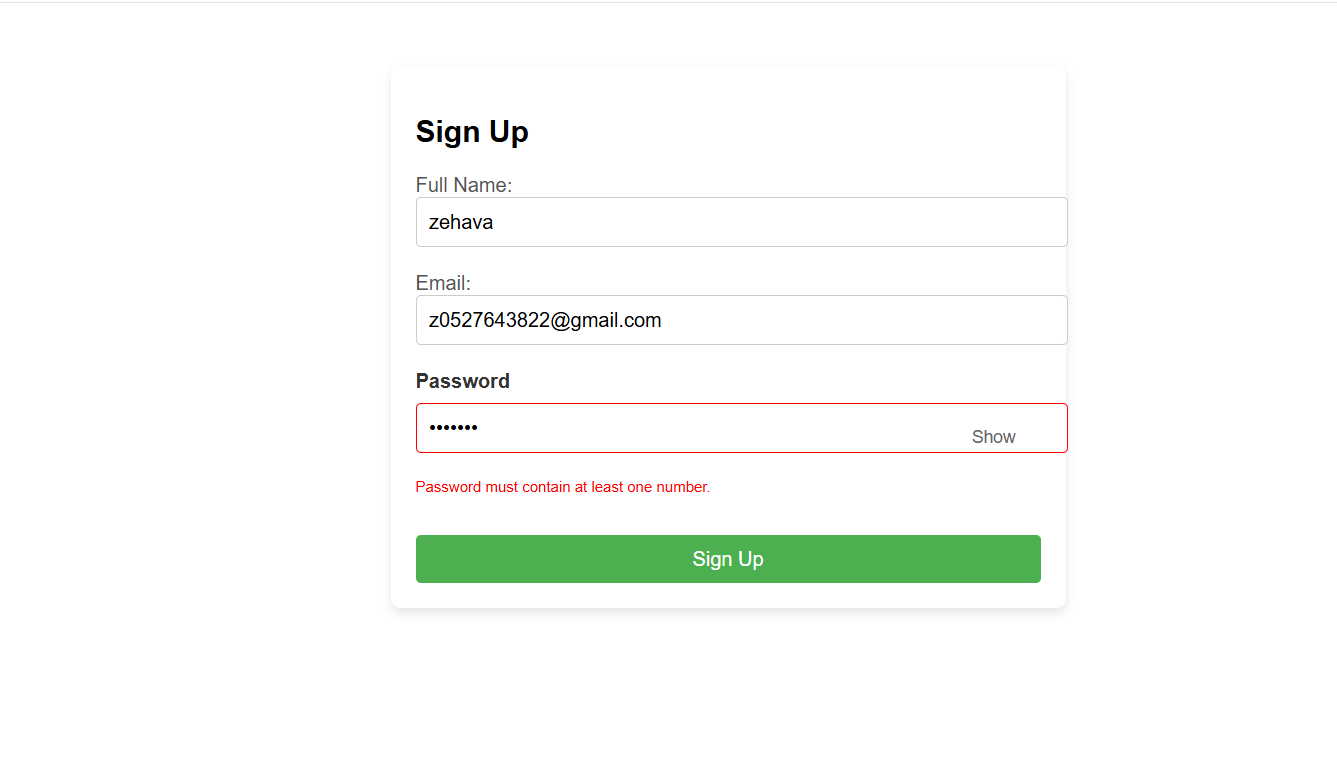 Sign Up
Full Name:
zehava
Email:
z0527643822@gmail.com
Password
•••••••
Show
Password must contain at least one number.
Sign Up